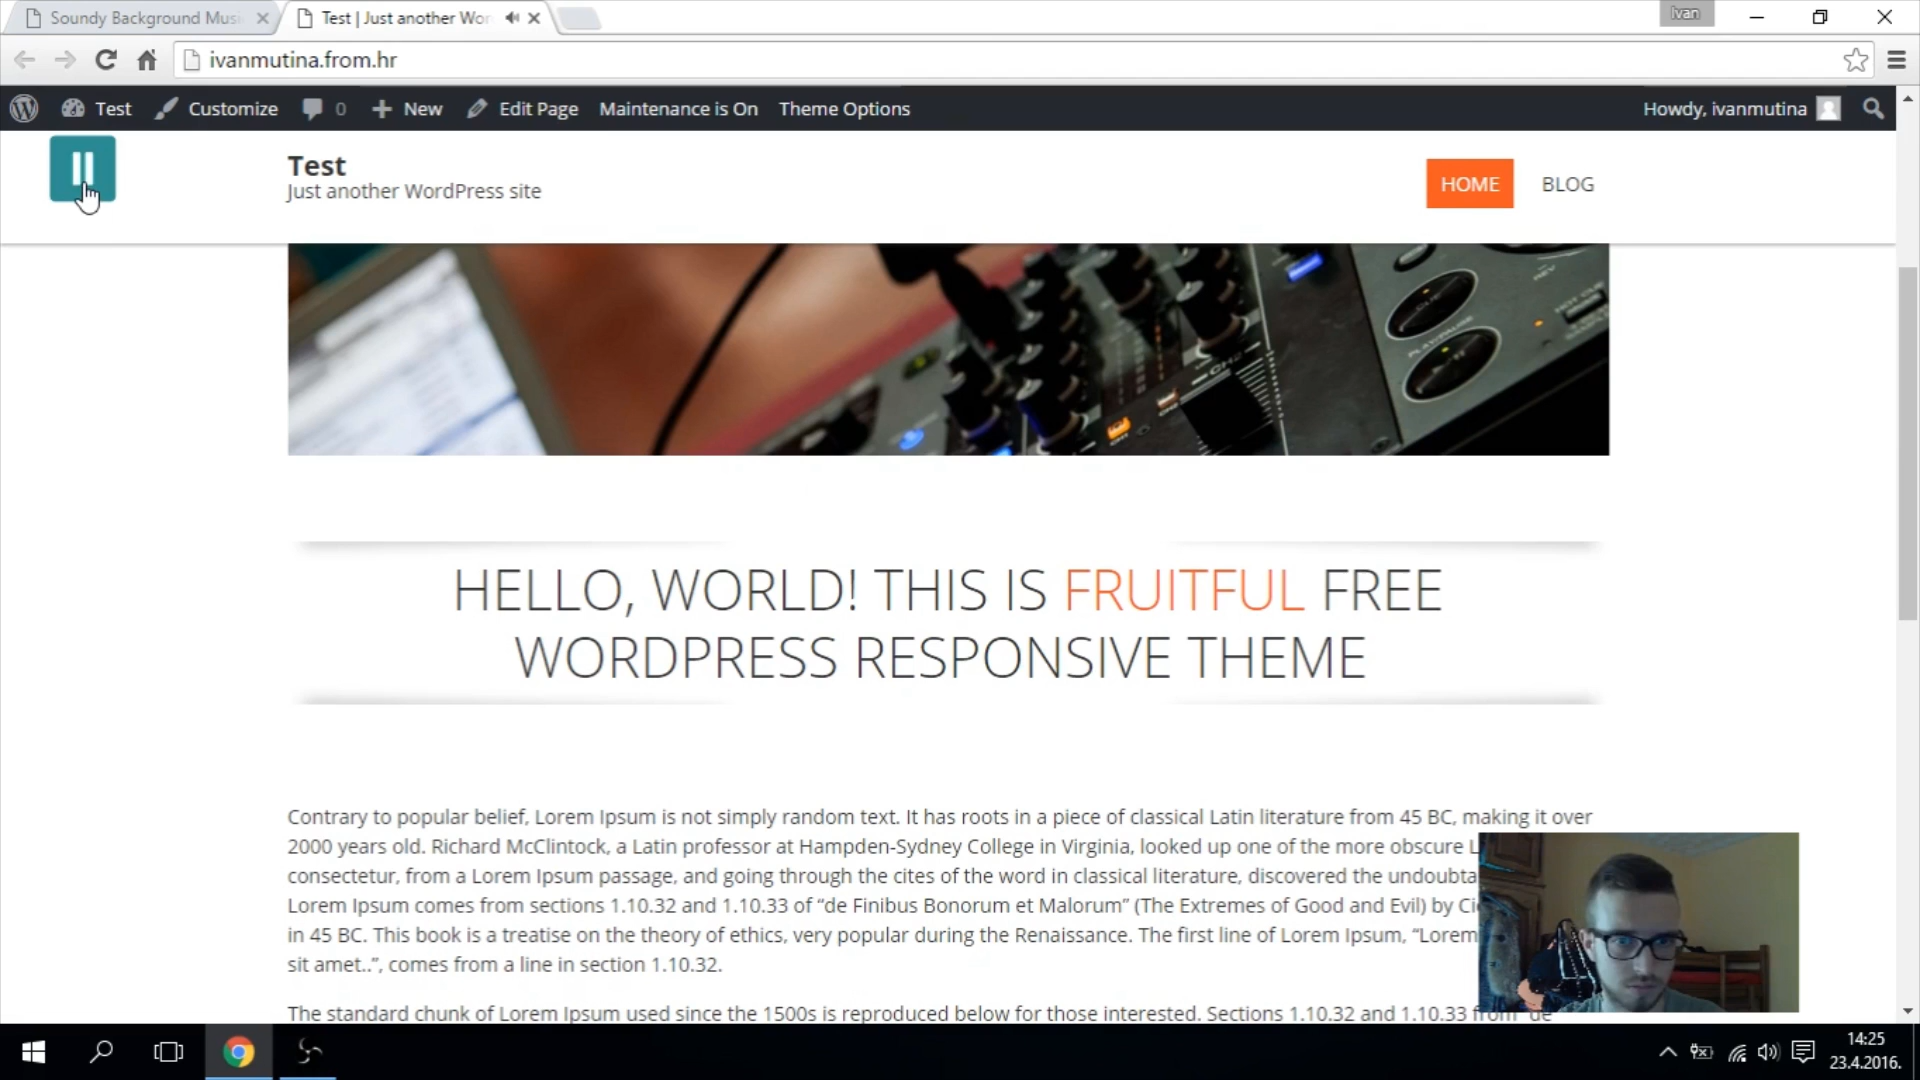 Soundy Background Musi
Test | Just another Wor
Ivan
ivanmutina.from.hr
Test Customize 0 New Edit Page Maintenance is On Theme Options Howdy, ivanmutina
Test
Just another WordPress site
HOME BLOG
CUE
PLAY/PAUSE
CH2
HELLO, WORLD! THIS IS FRUITFUL FREE
WORDPRESS RESPONSIVE THEME
Contrary to popular belief, Lorem Ipsum is not simply random text. It has roots in a piece of classical Latin literature from 45 BC, making it over
2000 years old. Richard McClintock, a Latin professor at Hampden-Sydney College in Virginia, looked up one of the more obscure L
consectetur, from a Lorem Ipsum passage, and going through the cites of the word in classical literature, discovered the undoubta
Lorem Ipsum comes from sections 1.10.32 and 1.10.33 of “de Finibus Bonorum et Malorum” (The Extremes of Good and Evil) by Ci
in 45 BC. This book is a treatise on the theory of ethics, very popular during the Renaissance. The first line of Lorem Ipsum, “Lorem
sit amet..”, comes from a line in section 1.10.32.
The standard chunk of Lorem Ipsum used since the 1500s is reproduced below for those interested. Sections 1.10.32 and 1.10.33 from “de
14:25
23.4.2016.